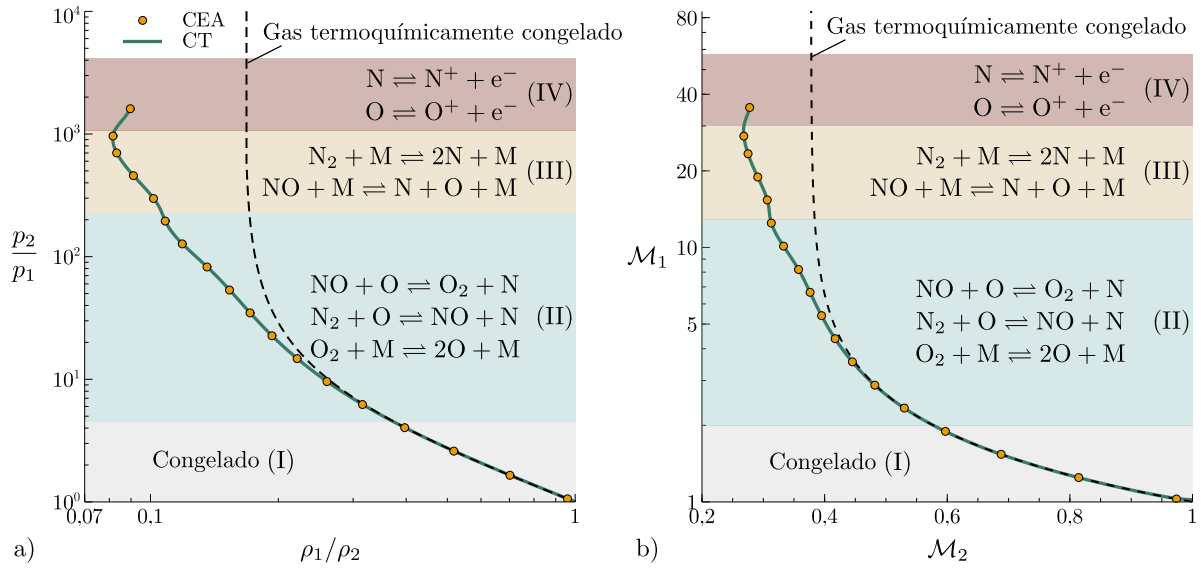 CEA
CT
Gas termoquímicamente congelado
N ⇌ N⁺ + e⁻
O ⇌ O⁺ + e⁻
(IV)
N₂ + M ⇌ 2N + M
NO + M ⇌ N + O + M
(III)
NO + O ⇌ O₂ + N
N₂ + O ⇌ NO + N
O₂ + M ⇌ 2O + M
(II)
Congelado (I)
10⁴
10³
10²
10¹
10⁰
p₂
p₁
0,07
0,1
1
ρ₁/ρ₂
a)
Gas termoquímicamente congelado
N ⇌ N⁺ + e⁻
O ⇌ O⁺ + e⁻
(IV)
N₂ + M ⇌ 2N + M
NO + M ⇌ N + O + M
(III)
NO + O ⇌ O₂ + N
N₂ + O ⇌ NO + N
O₂ + M ⇌ 2O + M
(II)
Congelado (I)
80
40
20
10
5
1
ℳ₁
0,2
0,4
0,6
0,8
1
ℳ₂
b)